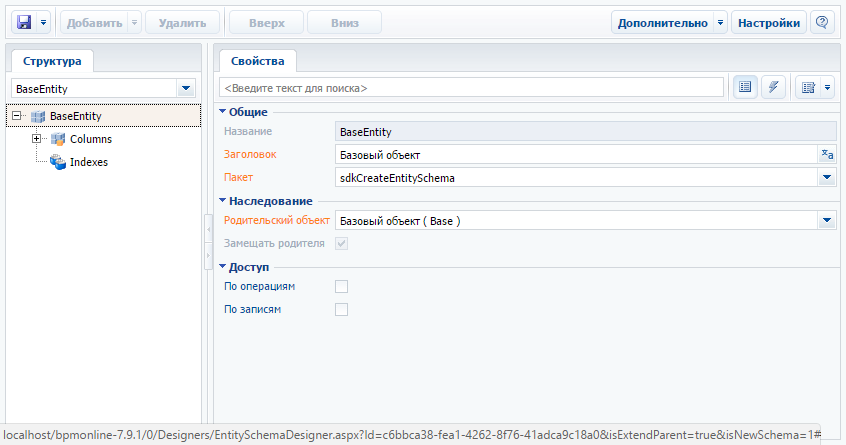 Добавить Удалить Вверх Вниз Дополнительно Настройки
Структура
BaseEntity
BaseEntity
Columns
Indexes
Свойства
<Введите текст для поиска>
Общие
Название BaseEntity
Заголовок Базовый объект
Пакет sdkCreateEntitySchema
Наследование
Родительский объект Базовый объект ( Base )
Замещать родителя
Доступ
По операциям
По записям
localhost/bpmonline-7.9.1/0/Designers/EntitySchemaDesigner.aspx?Id=c6bbca38-fea1-4262-8f76-41adca9c18a0&isExtendParent=true&isNewSchema=1#